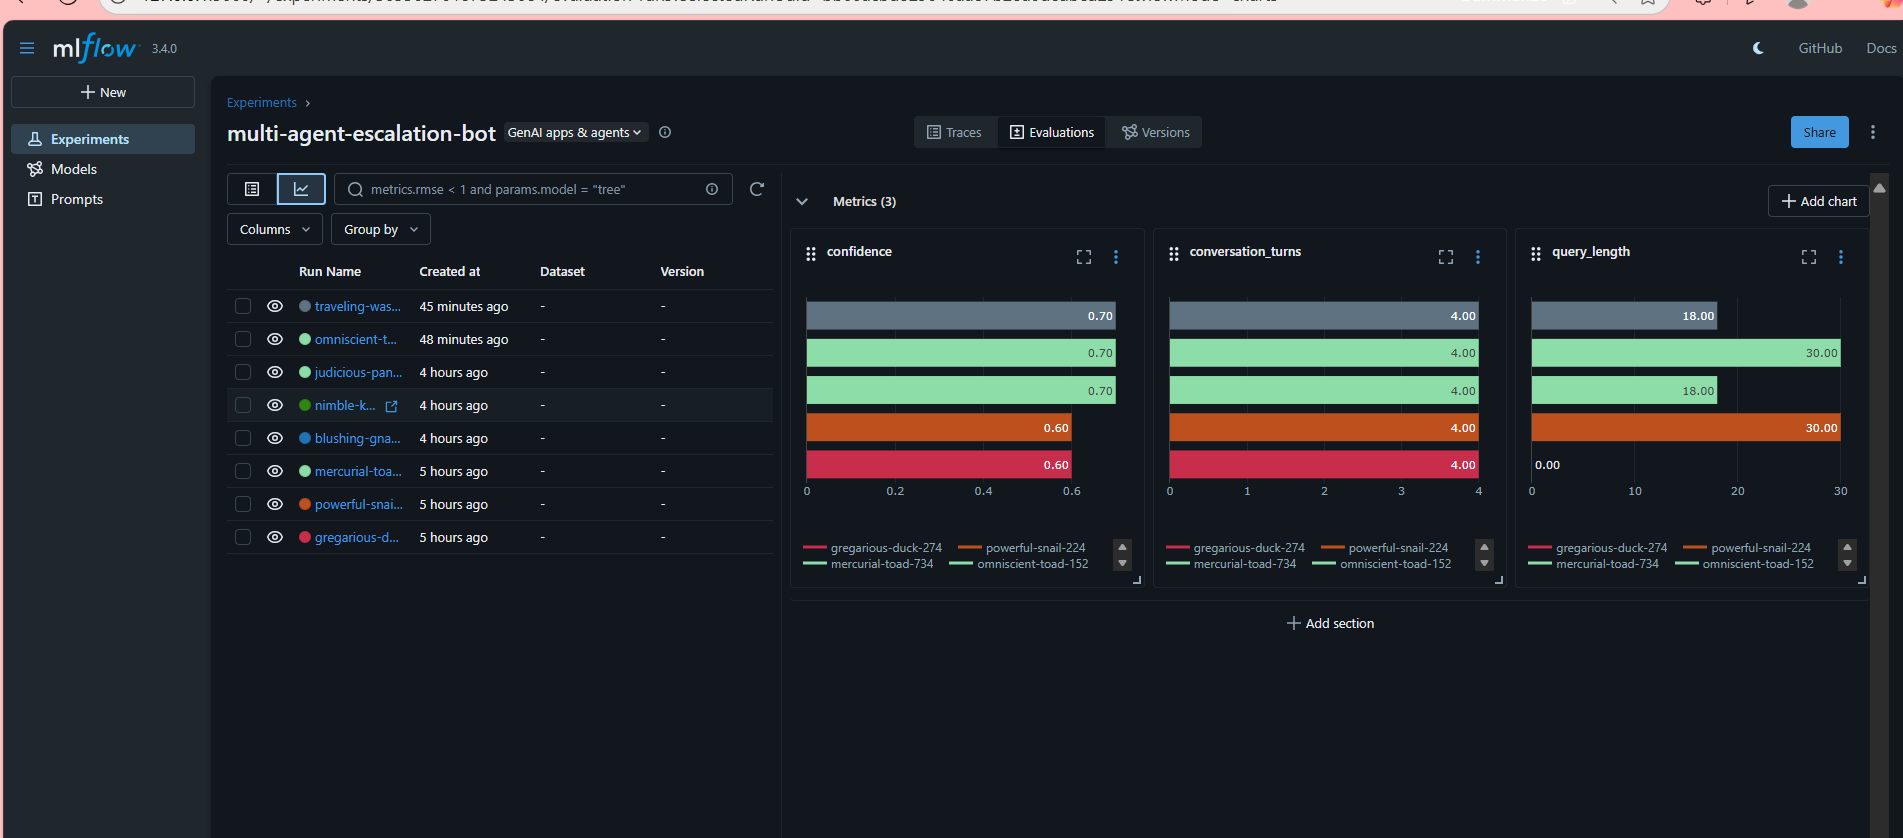 mlflow 3.4.0
GitHub
Docs
New
Experiments
Models
Prompts
Experiments ›
multi-agent-escalation-bot
GenAI apps & agents
Traces
Evaluations
Versions
Share
metrics.rmse < 1 and params.model = "tree"
Columns
Group by
Run Name Created at Dataset Version
traveling-was... 45 minutes ago - -
omniscient-t... 48 minutes ago - -
judicious-pan... 4 hours ago - -
nimble-k... 4 hours ago - -
blushing-gna... 4 hours ago - -
mercurial-toa... 5 hours ago - -
powerful-snai... 5 hours ago - -
gregarious-d... 5 hours ago - -
Metrics (3)
Add chart
confidence
0.70
0.70
0.70
0.60
0.60
0 0.2 0.4 0.6
gregarious-duck-274 powerful-snail-224
mercurial-toad-734 omniscient-toad-152
conversation_turns
4.00
4.00
4.00
4.00
4.00
0 1 2 3 4
gregarious-duck-274 powerful-snail-224
mercurial-toad-734 omniscient-toad-152
query_length
18.00
30.00
18.00
30.00
0.00
0 10 20 30
gregarious-duck-274 powerful-snail-224
mercurial-toad-734 omniscient-toad-152
Add section